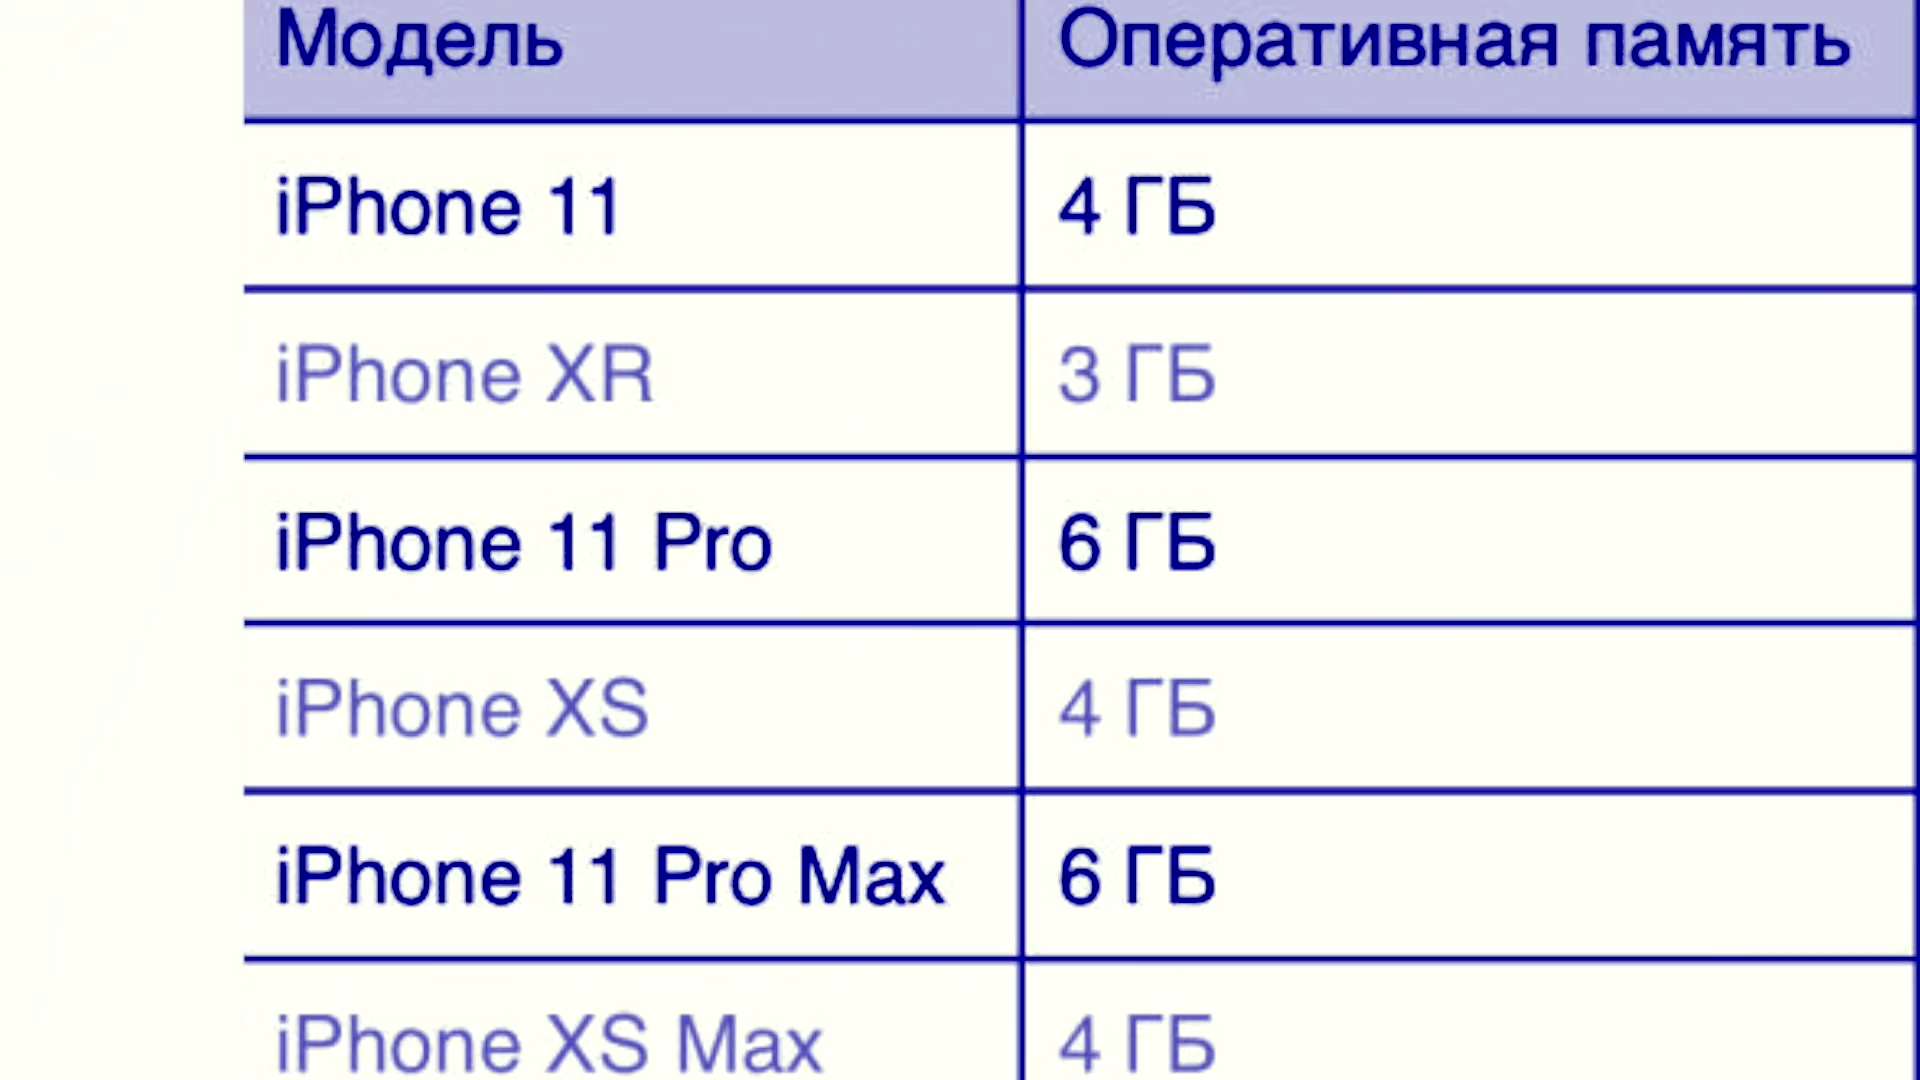 Модель Оперативная память
iPhone 11 4 ГБ
iPhone XR 3 ГБ
iPhone 11 Pro 6 ГБ
iPhone XS 4 ГБ
iPhone 11 Pro Max 6 ГБ
iPhone XS Max 4 ГБ